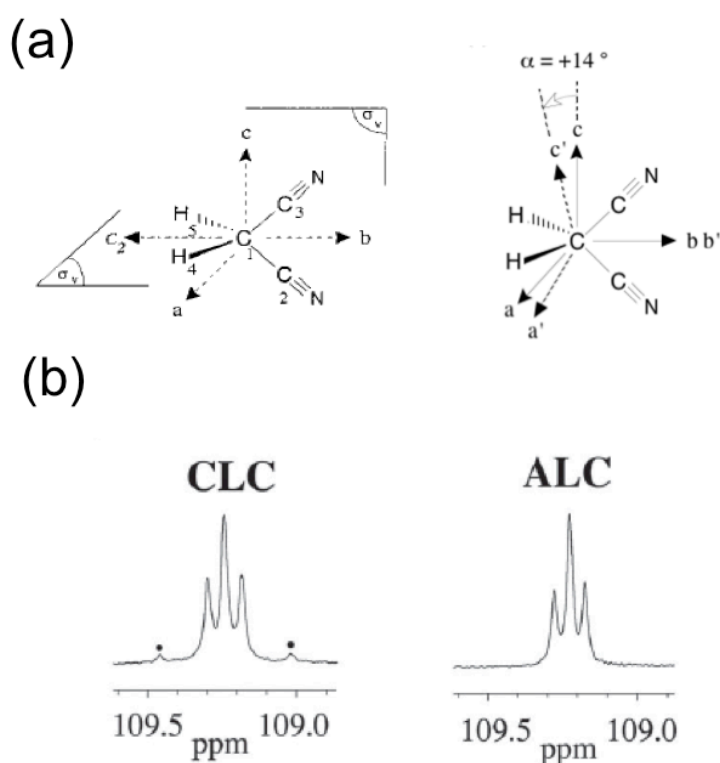 (a)
α = +14 °
σv
c
c' c
H 5 C 3 N
C2 C 1 b
H 4
σv
a C 2 N
H C N
H C b b'
C N
a
a'
(b)
CLC ALC
109.5 109.0 109.5 109.0
ppm ppm